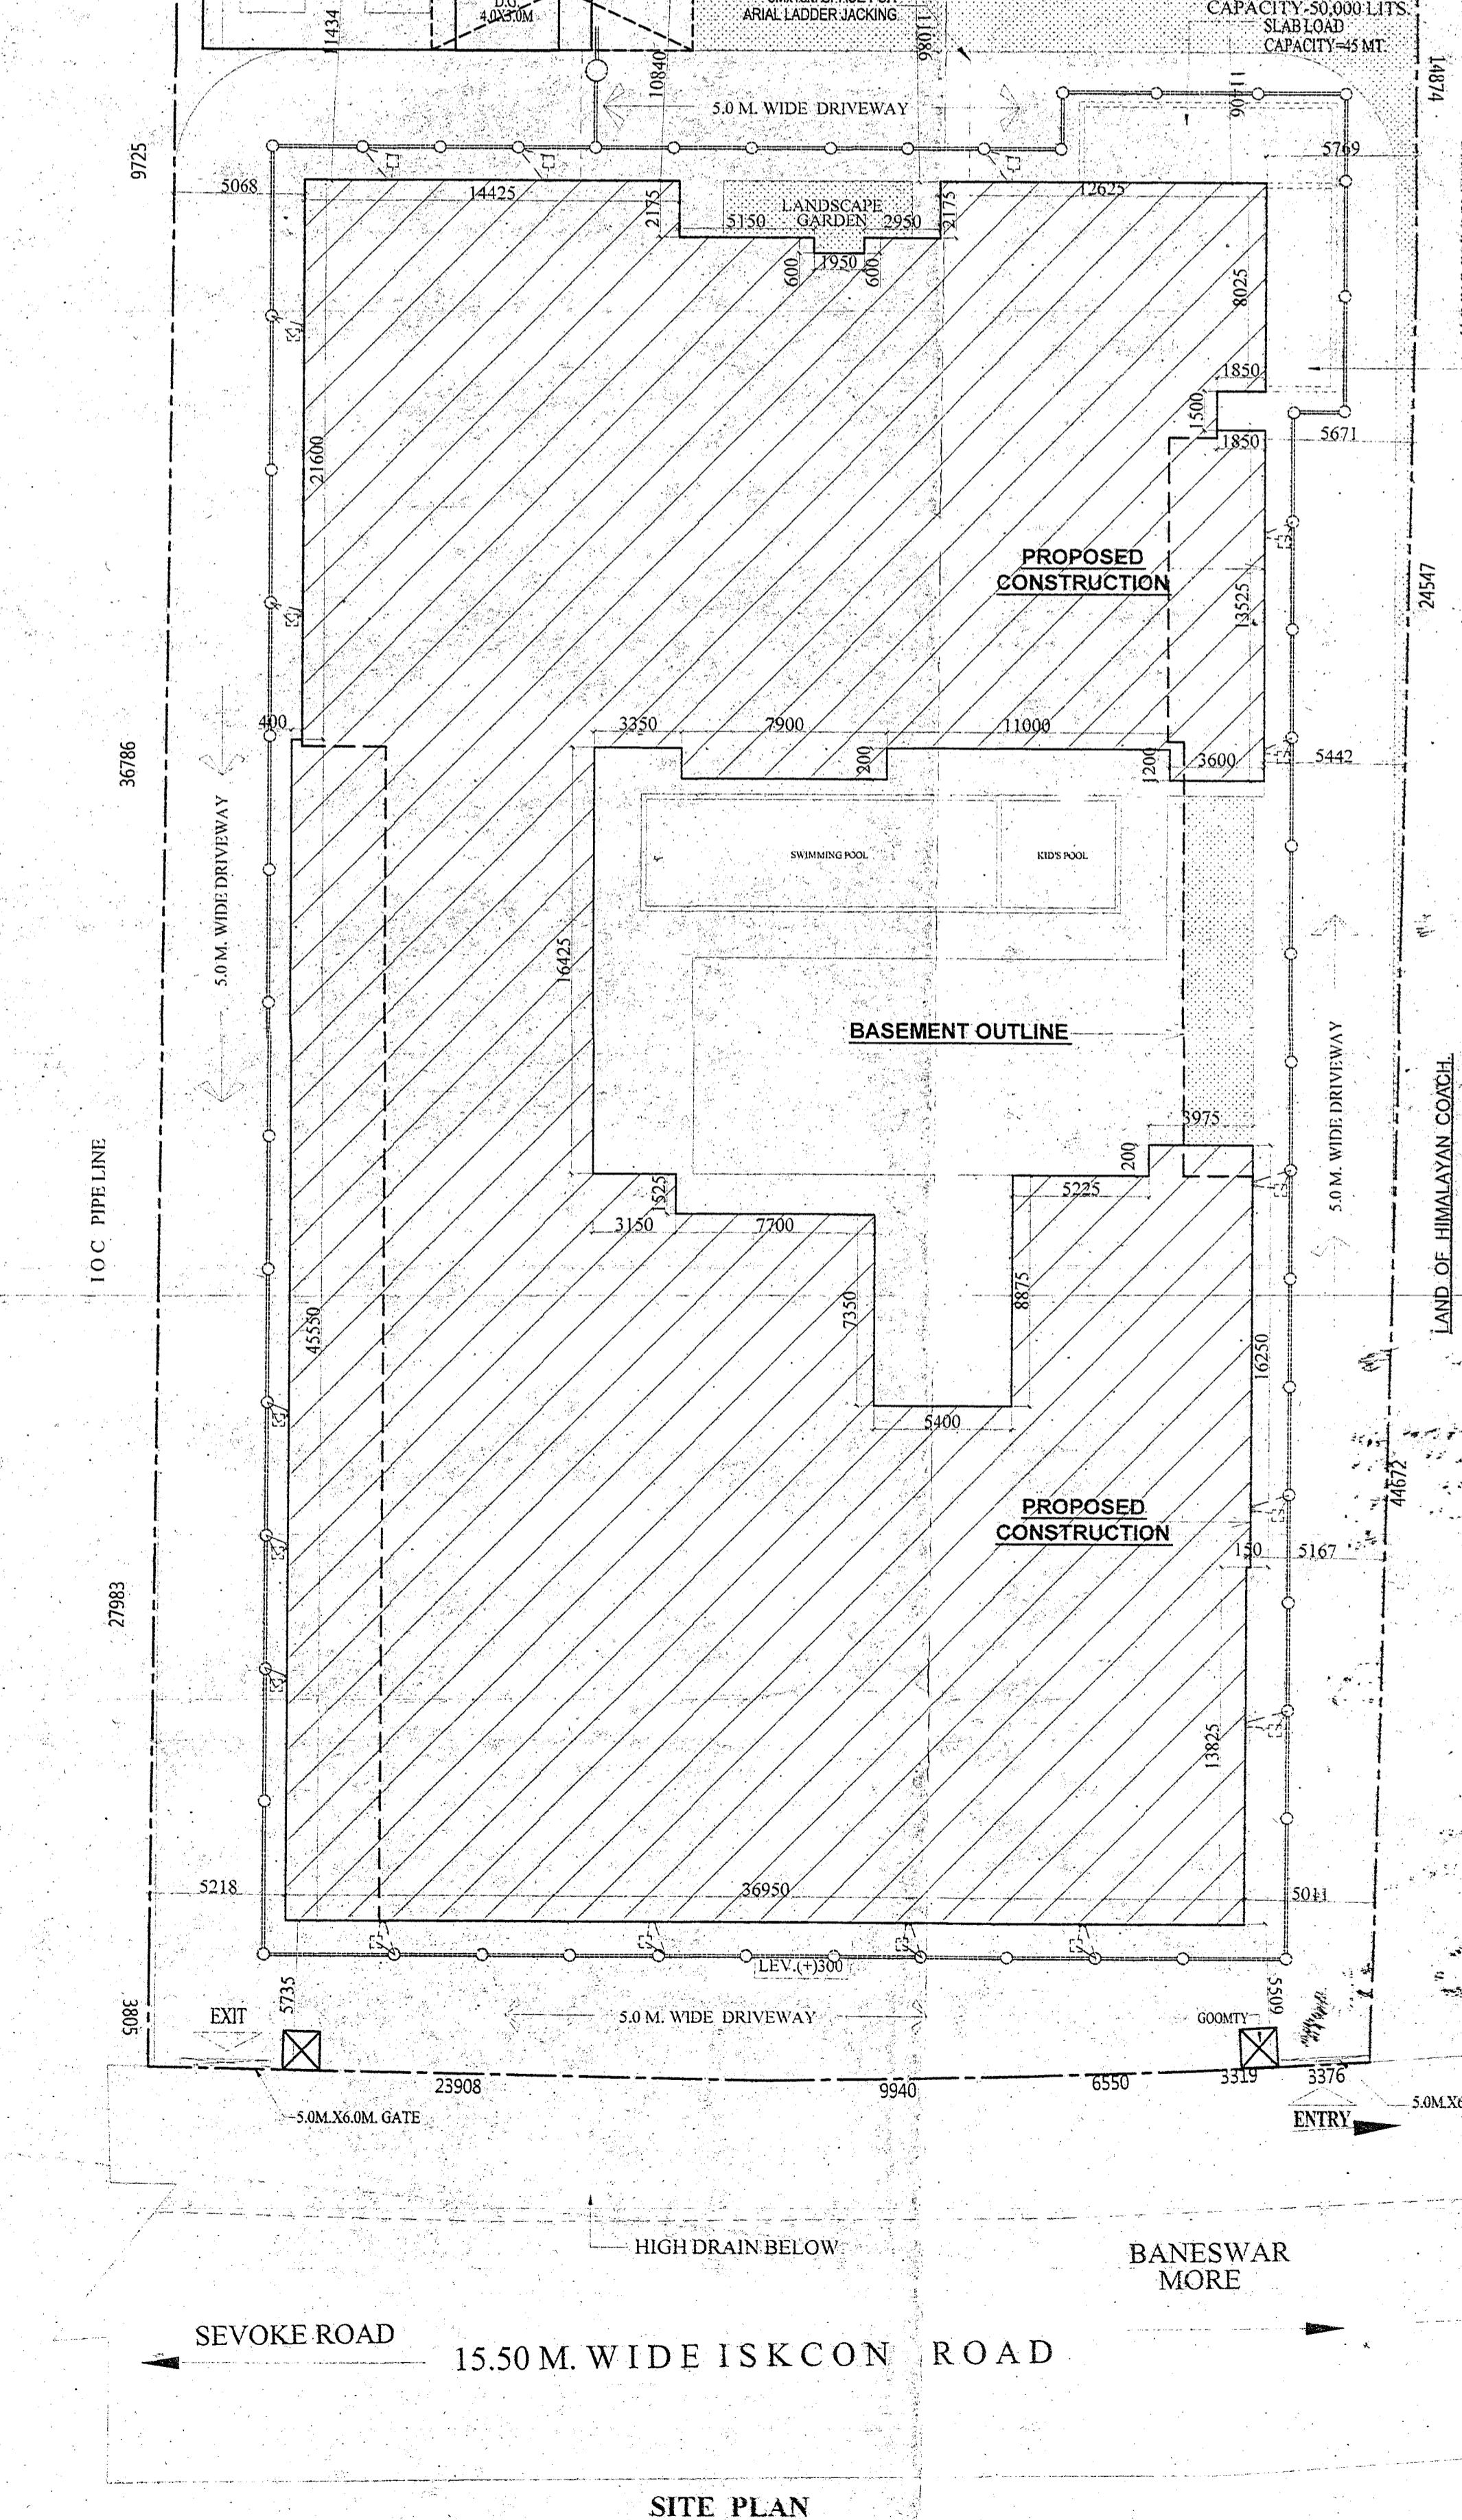 D.G.
4.0X3.0M
11434
10840
ARIAL LADDER JACKING
11086
CAPACITY-50,000 LITS.
SLAB LOAD
CAPACITY=45 MT.
14874
11406
5.0 M. WIDE DRIVEWAY
9725
5769
5068
14425
2175
LANDSCAPE
GARDEN
5150
2950
2175
12625
600
1950
600
8025
1850
1500
1850
5671
21600
PROPOSED
CONSTRUCTION
13525
24547
400
3350
7900
11000
200
1200
3600
5442
36786
5.0 M. WIDE DRIVEWAY
SWIMMING POOL
KID'S POOL
16425
BASEMENT OUTLINE
3975
200
5225
5.0 M. WIDE DRIVEWAY
LAND OF HIMALAYAN COACH.
IOC PIPE LINE
1525
3150
7700
7350
8875
45550
16250
5400
44672
PROPOSED
CONSTRUCTION
150
5167
27983
13825
5218
36950
5011
LEV.(+)300
3805
EXIT
5735
5.0 M. WIDE DRIVEWAY
GOOMTY
5509
23908
9940
6550
3319
3376
5.0M.X6.0M. GATE
5.0M.X6
ENTRY
HIGH DRAIN BELOW
BANESWAR
MORE
SEVOKE ROAD
15.50 M. WIDE ISKCON ROAD
SITE PLAN